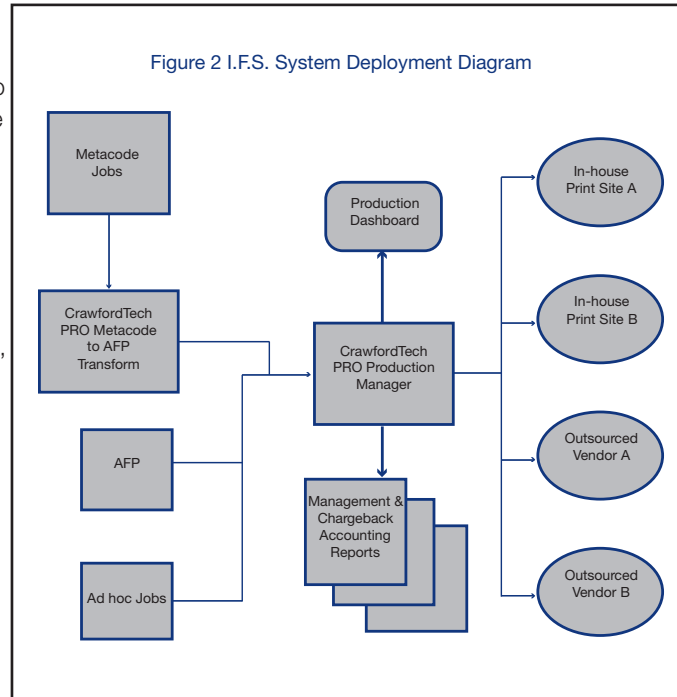 Figure 2 I.F.S. System Deployment Diagram
Metacode
Jobs
CrawfordTech
PRO Metacode
to AFP
Transform
AFP
Ad hoc Jobs
Production
Dashboard
CrawfordTech
PRO Production
Manager
Management &
Chargeback
Accounting
Reports
In-house
Print Site A
In-house
Print Site B
Outsourced
Vendor A
Outsourced
Vendor B